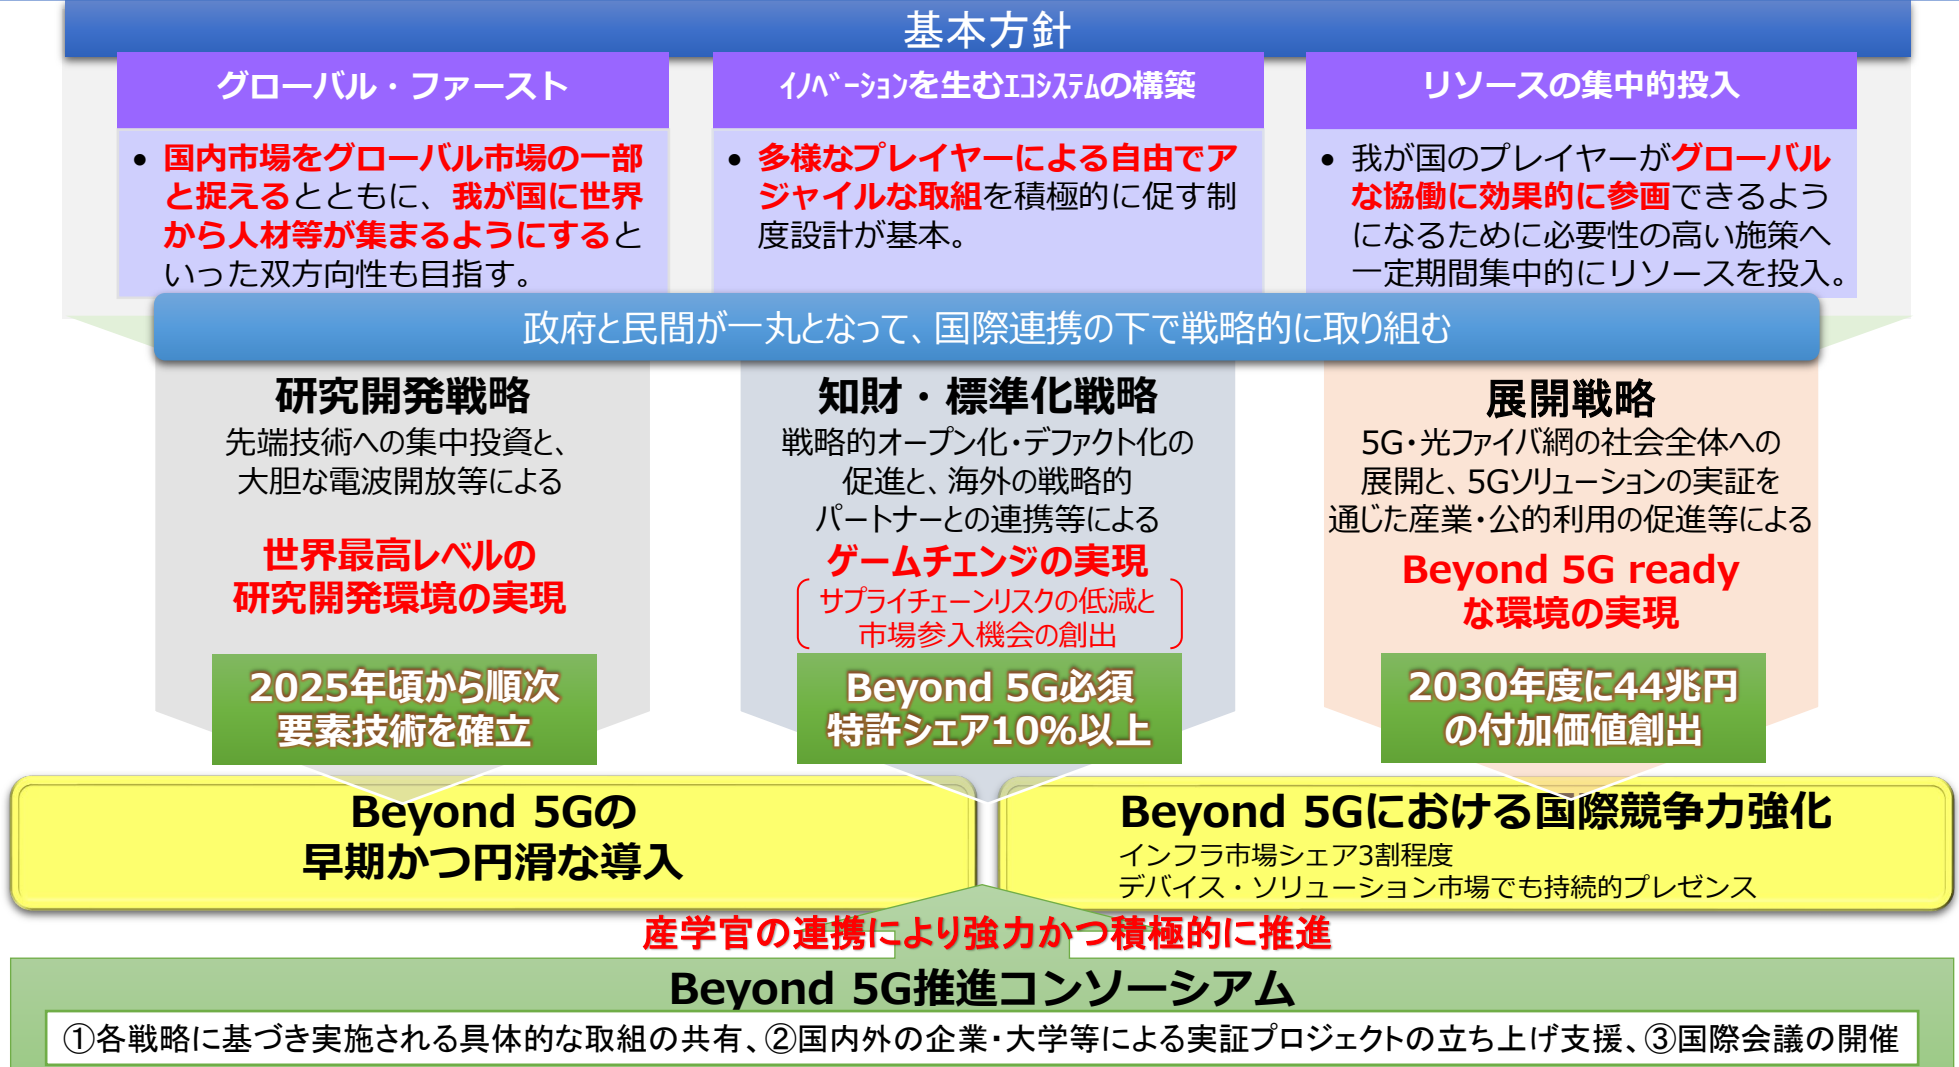 基本方針
グローバル・ファースト
• 国内市場をグローバル市場の一部
と捉えるとともに、我が国に世界
から人材等が集まるようにすると
いった双方向性も目指す。
ｲﾉﾍﾞｰｼｮﾝを生むｴｺｼｽﾃﾑの構築
• 多様なプレイヤーによる自由でア
ジャイルな取組を積極的に促す制
度設計が基本。
リソースの集中的投入
• 我が国のプレイヤーがグローバル
な協働に効果的に参画できるよう
になるために必要性の高い施策へ
一定期間集中的にリソースを投入。
政府と民間が一丸となって、国際連携の下で戦略的に取り組む
研究開発戦略
先端技術への集中投資と、
大胆な電波開放等による
世界最高レベルの
研究開発環境の実現
2025年頃から順次
要素技術を確立
知財・標準化戦略
戦略的オープン化・デファクト化の
促進と、海外の戦略的
パートナーとの連携等による
ゲームチェンジの実現
サプライチェーンリスクの低減と
市場参入機会の創出
Beyond 5G必須
特許シェア10%以上
展開戦略
5G・光ファイバ網の社会全体への
展開と、5Gソリューションの実証を
通じた産業・公的利用の促進等による
Beyond 5G ready
な環境の実現
2030年度に44兆円
の付加価値創出
Beyond 5Gの
早期かつ円滑な導入
Beyond 5Gにおける国際競争力強化
インフラ市場シェア3割程度
デバイス・ソリューション市場でも持続的プレゼンス
産学官の連携により強力かつ積極的に推進
Beyond 5G推進コンソーシアム
①各戦略に基づき実施される具体的な取組の共有、②国内外の企業・大学等による実証プロジェクトの立ち上げ支援、③国際会議の開催